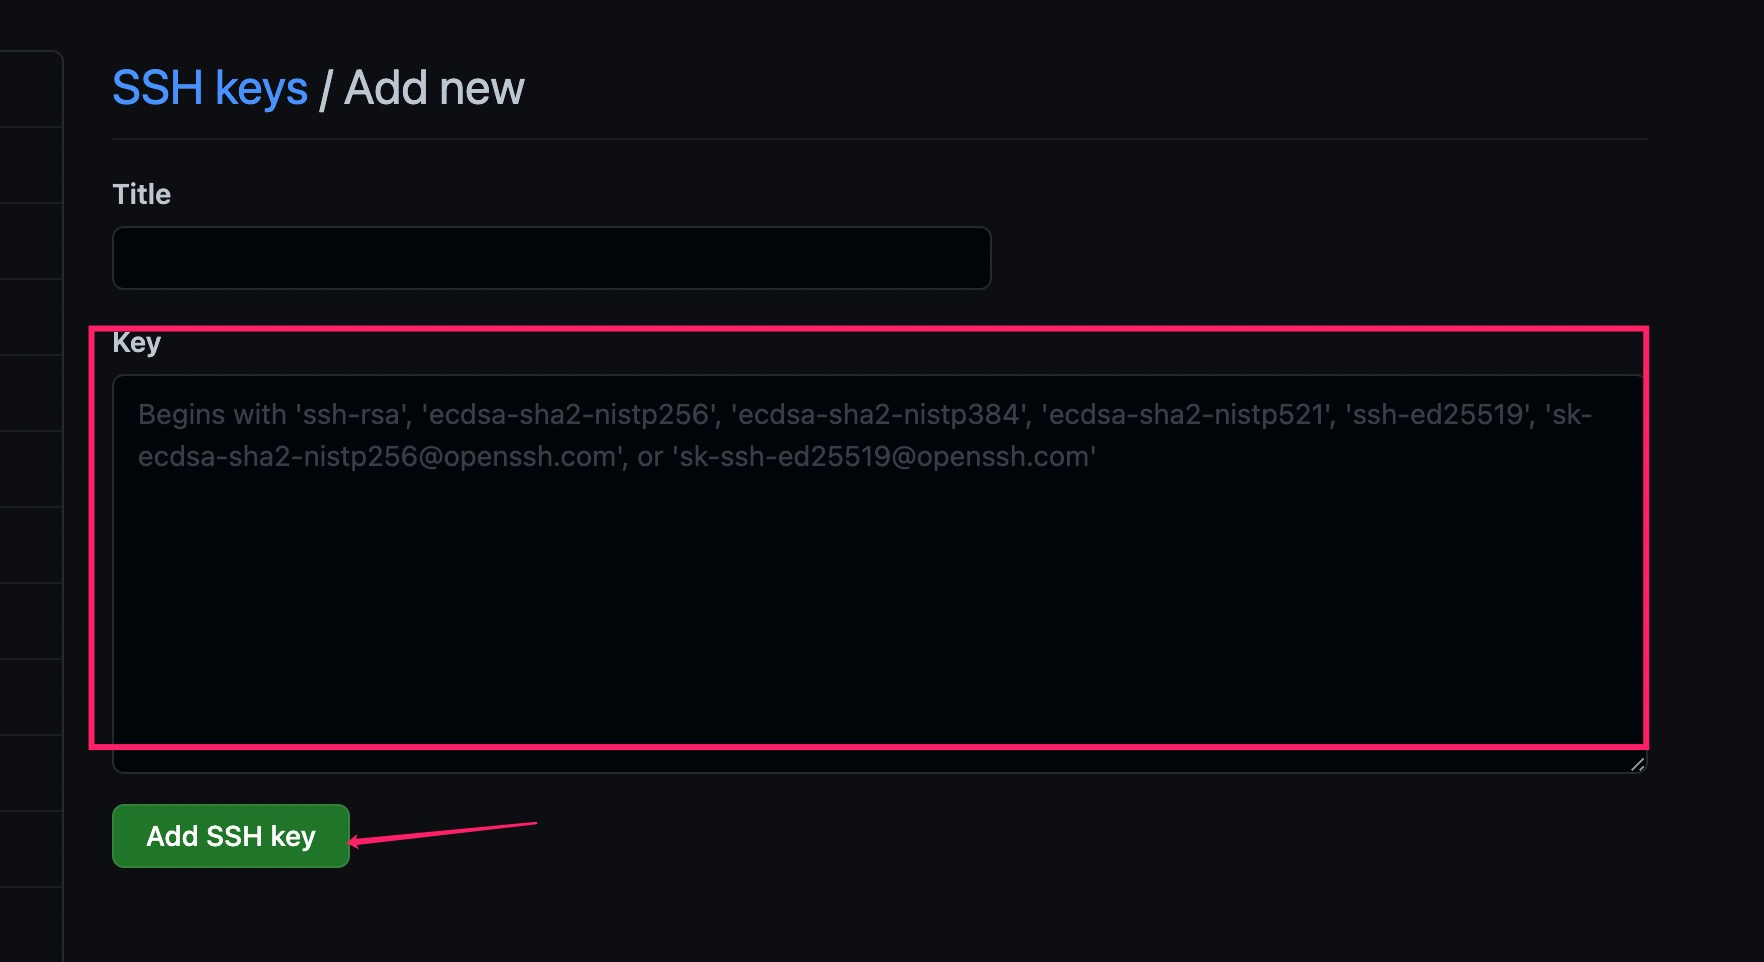 SSH keys / Add new
Title
Key
Begins with 'ssh-rsa', 'ecdsa-sha2-nistp256', 'ecdsa-sha2-nistp384', 'ecdsa-sha2-nistp521', 'ssh-ed25519', 'sk-
ecdsa-sha2-nistp256@openssh.com', or 'sk-ssh-ed25519@openssh.com'
Add SSH key